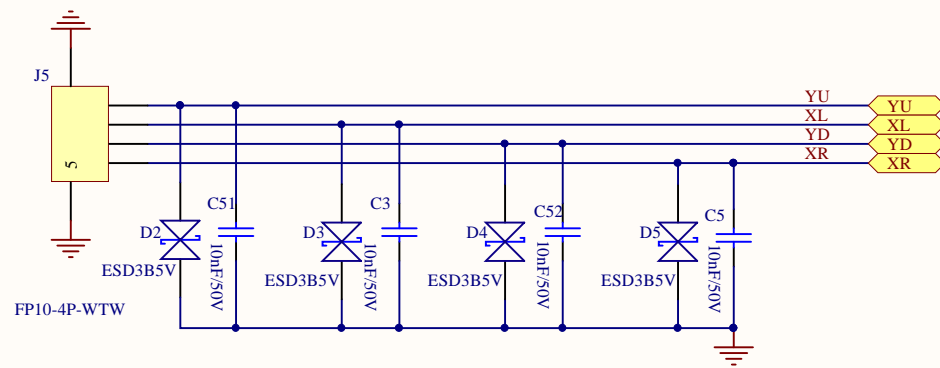 J5
YU
YU
XL
XL
YD
YD
XR
XR
5
C51
C3
C52
C5
D2
D3
D4
D5
10nF/50V
10nF/50V
10nF/50V
10nF/50V
ESD3B5V
ESD3B5V
ESD3B5V
ESD3B5V
FP10-4P-WTW